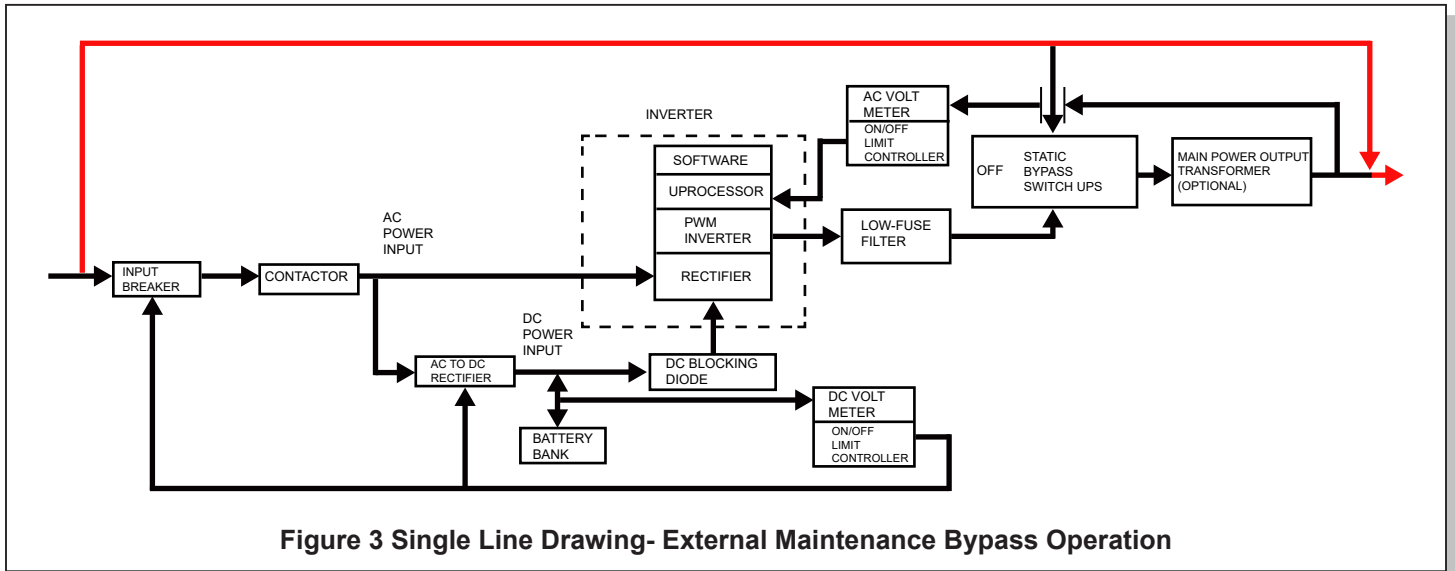 INVERTER
AC VOLT
METER
ON/OFF
LIMIT
CONTROLLER
SOFTWARE
UPROCESSOR
PWM
INVERTER
RECTIFIER
OFF
STATIC
BYPASS
SWITCH UPS
MAIN POWER OUTPUT
TRANSFORMER
(OPTIONAL)
LOW-FUSE
FILTER
AC
POWER
INPUT
INPUT
BREAKER
CONTACTOR
DC
POWER
INPUT
AC TO DC
RECTIFIER
DC BLOCKING
DIODE
BATTERY
BANK
DC VOLT
METER
ON/OFF
LIMIT
CONTROLLER
Figure 3 Single Line Drawing- External Maintenance Bypass Operation